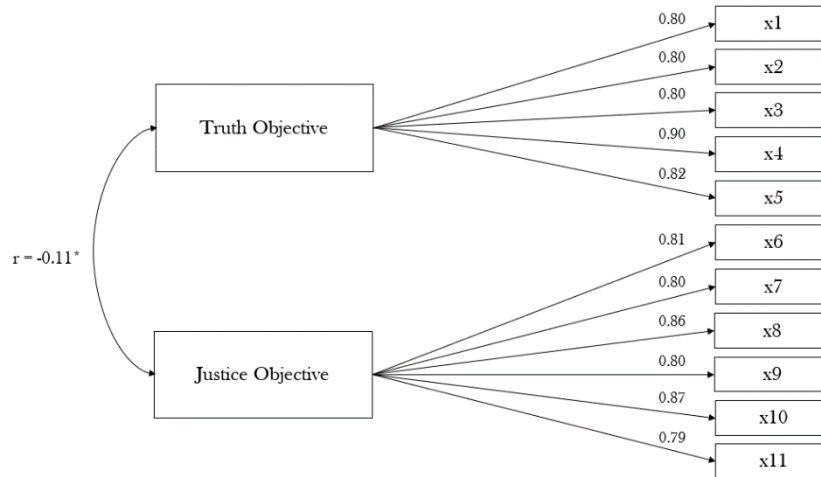 0.80
x1
0.80
x2
0.80
x3
Truth Objective
0.90
x4
0.82
x5
0.81
x6
r = -0.11*
0.80
x7
0.86
x8
0.80
x9
Justice Objective
0.87
x10
0.79
x11